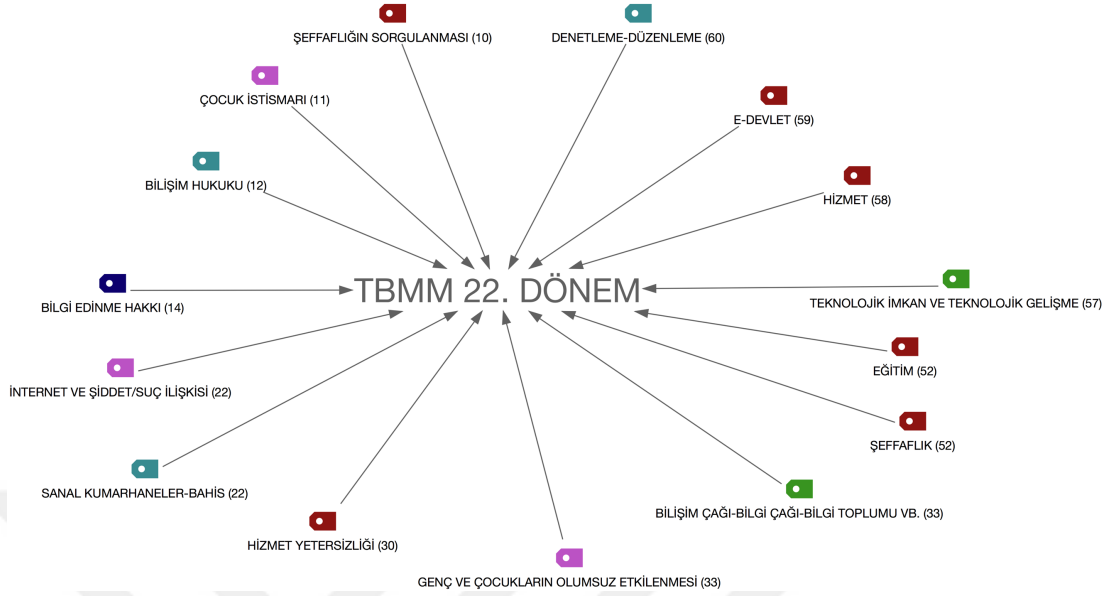 ŞEFFAFLIĞIN SORGULANMASI (10)
DENETLEME-DÜZENLEME (60)
ÇOCUK İSTİSMARI (11)
E-DEVLET (59)
BİLİŞİM HUKUKU (12)
HİZMET (58)
TBMM 22. DÖNEM
BİLGİ EDİNME HAKKI (14)
TEKNOLOJİK İMKAN VE TEKNOLOJİK GELİŞME (57)
EĞİTİM (52)
İNTERNET VE ŞİDDET/SUÇ İLİŞKİSİ (22)
ŞEFFAFLIK (52)
SANAL KUMARHANELER-BAHİS (22)
BİLİŞİM ÇAĞI-BİLGİ ÇAĞI-BİLGİ TOPLUMU VB. (33)
HİZMET YETERSİZLİĞİ (30)
GENÇ VE ÇOCUKLARIN OLUMSUZ ETKİLENMESİ (33)